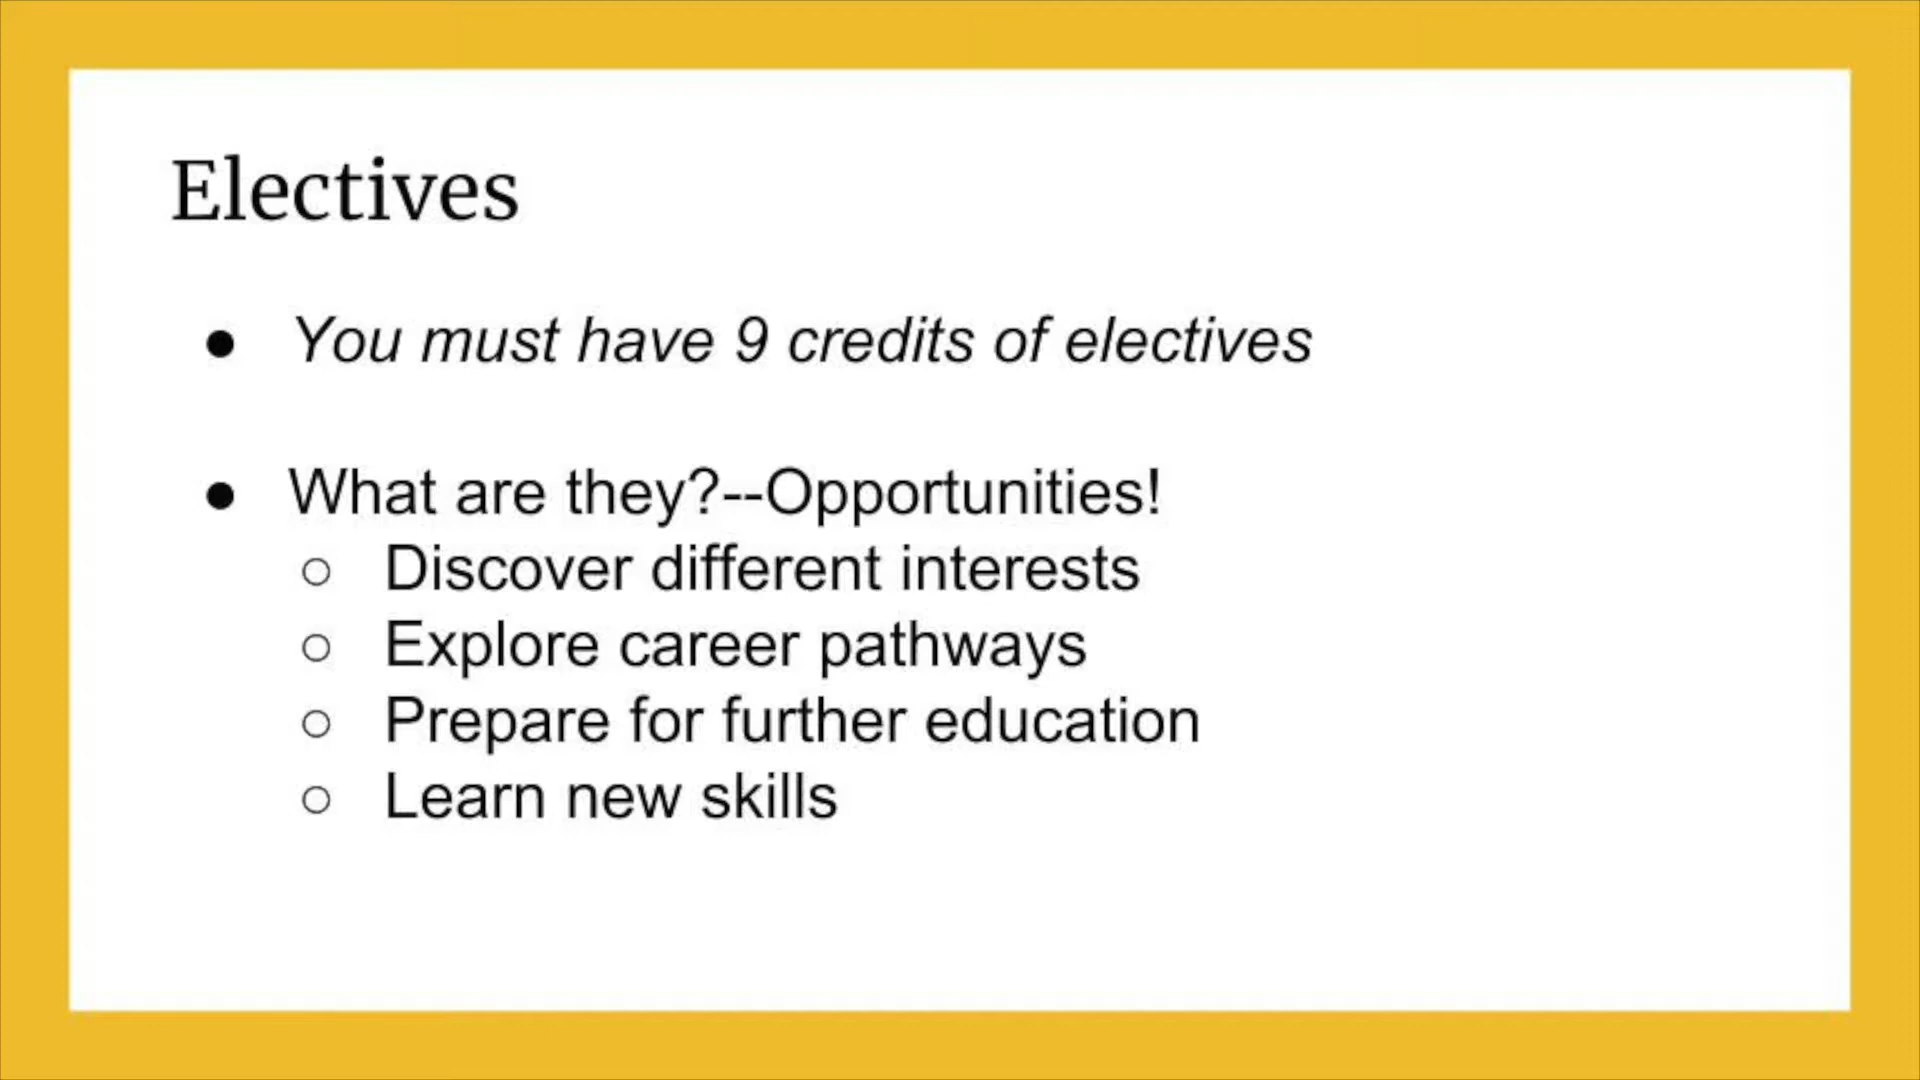 Electives
● You must have 9 credits of electives
● What are they?--Opportunities!
○ Discover different interests
○ Explore career pathways
○ Prepare for further education
○ Learn new skills